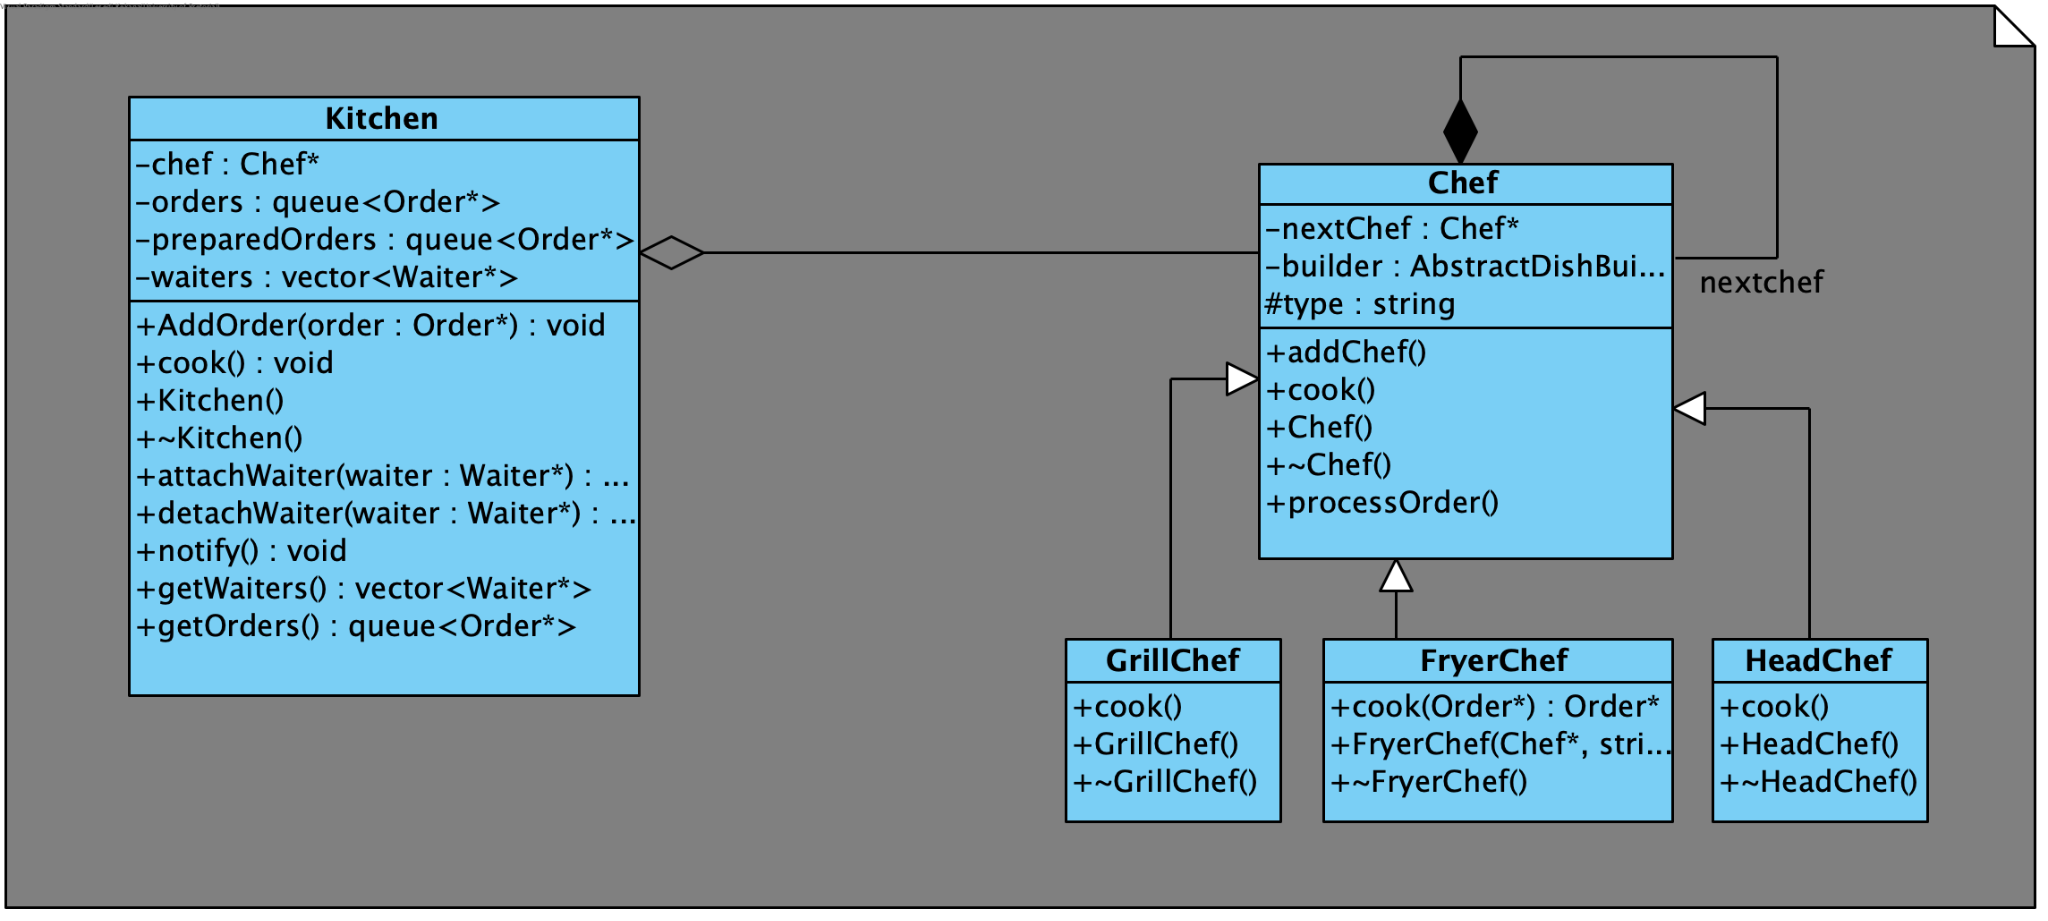 Kitchen
-chef : Chef*
-orders : queue<Order*>
-preparedOrders : queue<Order*>
-waiters : vector<Waiter*>
+AddOrder(order : Order*) : void
+cook() : void
+Kitchen()
+~Kitchen()
+attachWaiter(waiter : Waiter*) : ...
+detachWaiter(waiter : Waiter*) : ...
+notify() : void
+getWaiters() : vector<Waiter*>
+getOrders() : queue<Order*>
Chef
-nextChef : Chef*
-builder : AbstractDishBui...
#type : string
+addChef()
+cook()
+Chef()
+~Chef()
+processOrder()
nextchef
GrillChef
+cook()
+GrillChef()
+~GrillChef()
FryerChef
+cook(Order*) : Order*
+FryerChef(Chef*, stri...
+~FryerChef()
HeadChef
+cook()
+HeadChef()
+~HeadChef()